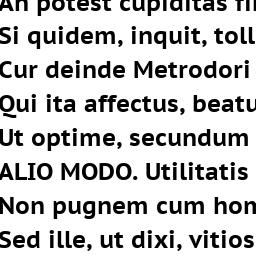 An potest cupiditas fi
Si quidem, inquit, toll
Cur deinde Metrodori
Qui ita affectus, beatu
Ut optime, secundum
ALIO MODO. Utilitatis
Non pugnem cum hom
Sed ille, ut dixi, vitios